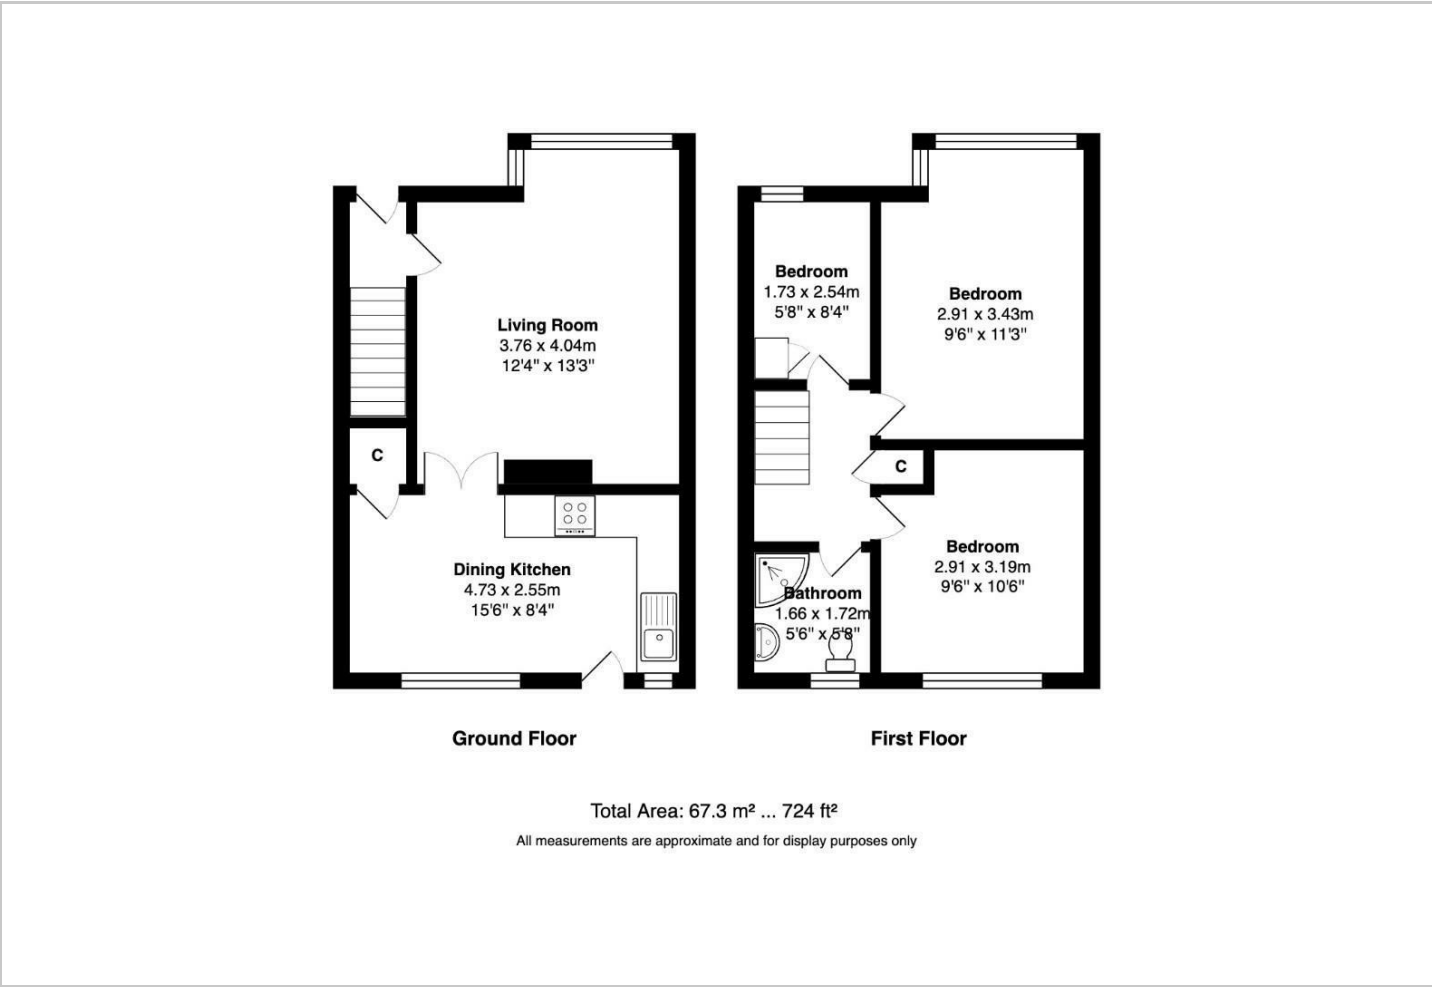 Living Room
3.76 x 4.04m
12'4" x 13'3"
C
Dining Kitchen
4.73 x 2.55m
15'6" x 8'4"
Ground Floor
Bedroom
1.73 x 2.54m
5'8" x 8'4"
Bedroom
2.91 x 3.43m
9'6" x 11'3"
C
Bedroom
2.91 x 3.19m
9'6" x 10'6"
Bathroom
1.66 x 1.72m
5'6" x 5'8"
First Floor
Total Area: 67.3 m² ... 724 ft²
All measurements are approximate and for display purposes only